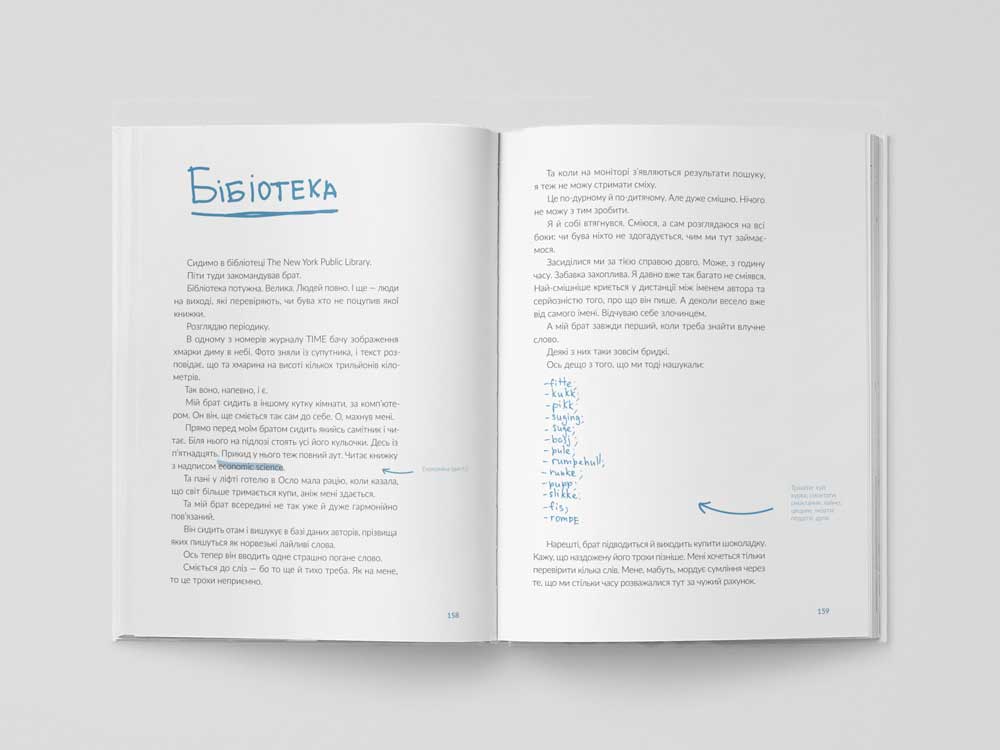 Бібіотека
Сидимо в бібліотеці The New York Public Library.
Піти туди закомандував брат.
Бібліотека потужна. Велика. Людей повно. І ще — люди
на виході, які перевіряють, чи бува хто не поцупив якої
книжки.
Розглядаю періодику.
В одному з номерів журналу TIME бачу зображення
хмарки диму в небі. Фото зняли із супутника, і текст роз-
повідає, що та хмарина на висоті кількох трильйонів кіло-
метрів.
Так воно, напевно, і є.
Мій брат сидить в іншому кутку кімнати, за комп'юте-
ром. Он він, ще сміється так сам до себе. О, махнув мені.
Прямо перед моїм братом сидить якийсь самітник і чи-
тає. Біля нього на підлозі стоять усі його кульочки. Десь із
п'ятнадцять. Прикид у нього теж повний аут. Читає книжку
з надписом economic science.
Та пані у ліфті готелю в Осло мала рацію, коли казала,
що світ більше тримається купи, аніж мені здається.
Та мій брат всередині не так уже й дуже гармонійно
пов'язаний.
Він сидить отам і вишукує в базі даних авторів, прізвища
яких пишуться як норвезькі лайливі слова.
Ось тепер він вводить одне страшно погане слово.
Сміється до сліз — бо то ще й тихо треба. Як на мене,
то це трохи неприємно.
158
Та коли на моніторі з'являються результати пошуку,
я теж не можу стримати сміху.
Це по-дурному й по-дитячому. Але дуже смішно. Нічого
не можу з тим зробити.
Я й собі втягнувся. Сміюся, а сам розглядаюся на всі
боки: чи бува ніхто не здогадується, чим ми тут займає-
мося.
Засиділися ми за тією справою довго. Може, з годину
часу. Забавка захоплива. Я давно вже так багато не сміявся.
Най-смішніше криється у дистанції між іменем автора та
серйозністю того, про що він пише. А деколи весело вже
від самого імені. Відчуваю себе злочинцем.
А мій брат завжди перший, коли треба знайти влучне
слово.
Деякі з них таки зовсім бридкі.
Ось дещо з того, що ми тоді нашукали:
-fitte;
-kukk;
-pikk;
-suging;
-suge;
-bæsj;
-pule;
-rumpehull;
-runke;
-pupp;
-slikke;
-fis;
-rompe
Нарешті, брат підводиться й виходить купити шоколадку.
Кажу, що наздожену його трохи пізніше. Мені хочеться тільки
перевірити кілька слів. Мене, мабуть, мордує сумління через
те, що ми стільки часу розважалися тут за чужий рахунок.
159